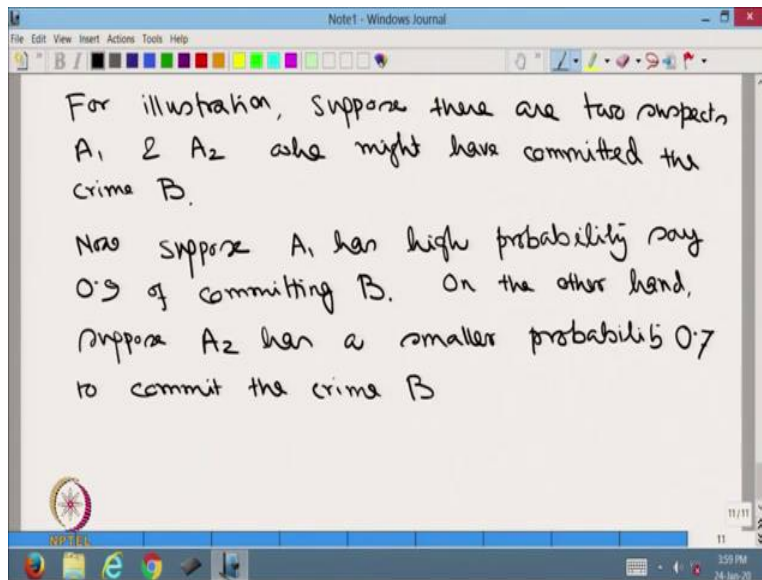 Note1 - Windows Journal
File Edit View Insert Actions Tools Help
B I
For illustration, suppose there are two suspects
A1 & A2 who might have committed the
crime B.
Now suppose A1 has high probability say
0.9 of committing B. On the other hand,
suppose A2 has a smaller probability 0.7
to commit the crime B
NPTEL
11/11
11
3:59 PM
24-Jan-20